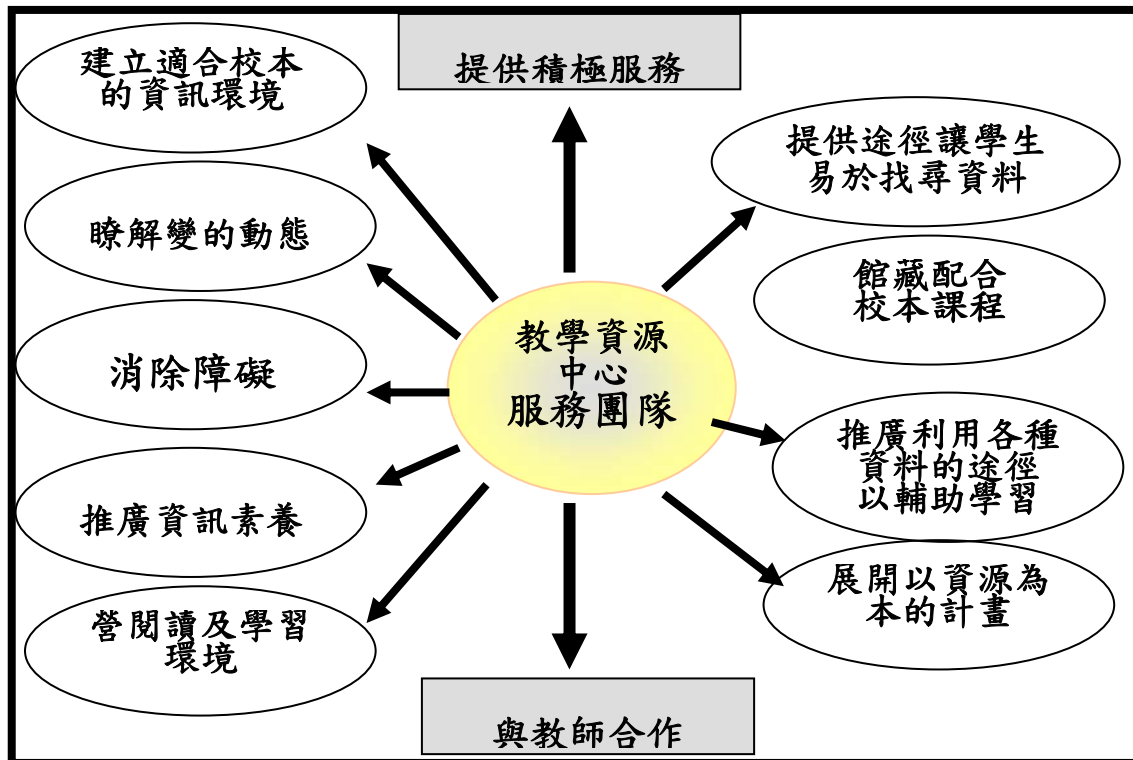 建立適合校本
的資訊環境
提供積極服務
提供途徑讓學生
易於找尋資料
瞭解變的動態
館藏配合
校本課程
教學資源
中心
服務團隊
消除障礙
推廣利用各種
資料的途徑
以輔助學習
推廣資訊素養
展開以資源為
本的計畫
營閱讀及學習
環境
與教師合作